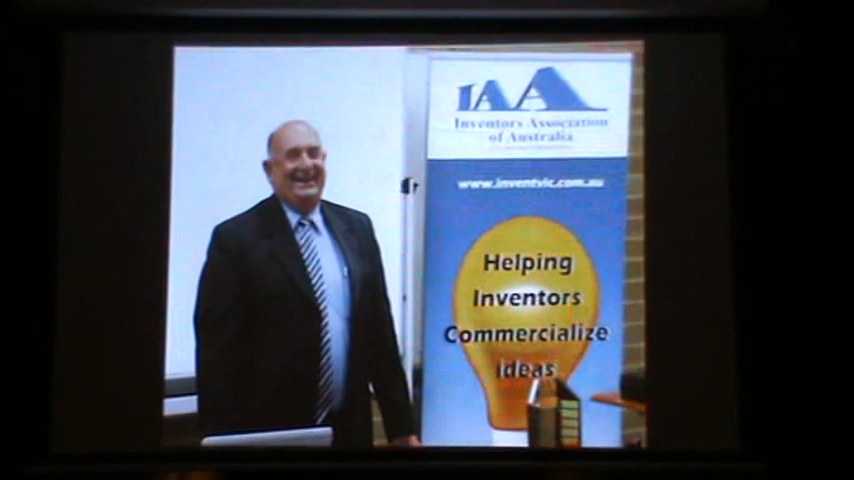 IAA
Inventors Association
of Australia
www.inventvic.com.au
Helping
Inventors
Commercialize
ideas